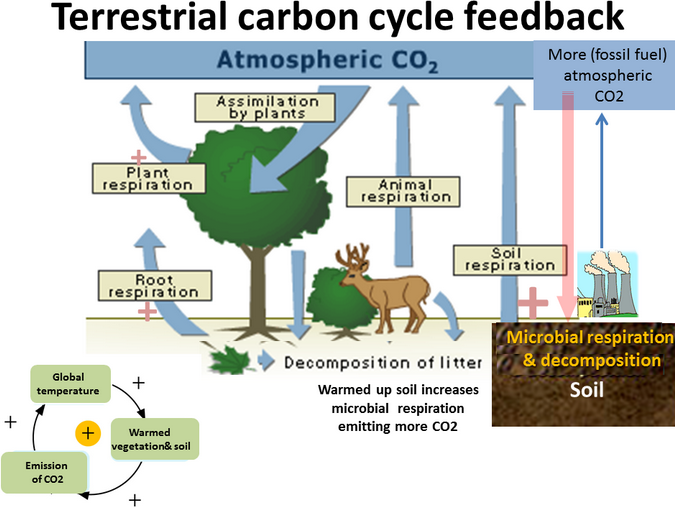 Terrestrial carbon cycle feedback
Atmospheric CO2
More (fossil fuel)
atmospheric
CO2
Assimilation
by plants
+
Plant
respiration
Animal
respiration
Soil
respiration
Root
respiration
+
+
Microbial respiration
& decomposition
Soil
Decomposition of litter
Warmed up soil increases
microbial respiration
emitting more CO2
Global
temperature
+
+
+
Warmed
vegetation& soil
Emission
of CO2
+